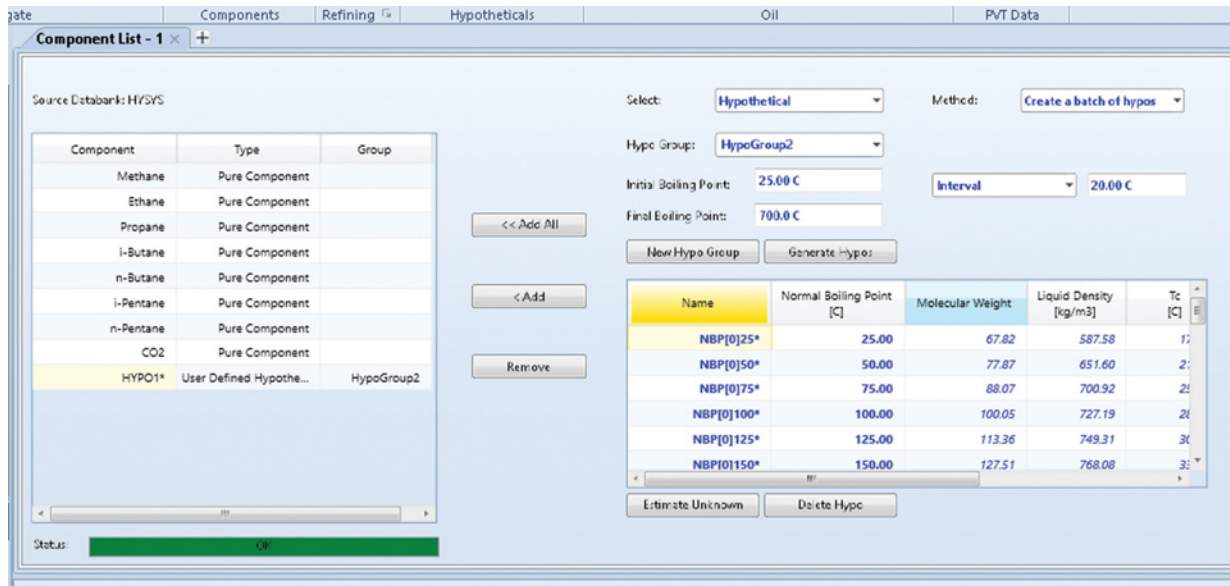 gate Components Refining Hypotheticals Oil PVT Data
Component List - 1 × +
Source Databank: HYSYS
Select: Hypothetical Method: Create a batch of hypos
Component Type Group
Hypo Group: HypoGroup2
Methane Pure Component
Initial Boiling Point: 25.00 C Interval 20.00 C
Ethane Pure Component
Final Boiling Point: 700.0 C
Propane Pure Component
<< Add All
i-Butane Pure Component
New Hypo Group Generate Hypos
n-Butane Pure Component
< Add
i-Pentane Pure Component
Name Normal Boiling Point [C] Molecular Weight Liquid Density [kg/m3] Tc [C]
n-Pentane Pure Component
NBP[0]25* 25.00 67.82 587.58 17
CO2 Pure Component
NBP[0]50* 50.00 77.87 651.60 21
HYPO1* User Defined Hypothe... HypoGroup2
Remove
NBP[0]75* 75.00 88.07 700.92 25
NBP[0]100* 100.00 100.05 727.19 28
NBP[0]125* 125.00 113.36 749.31 30
NBP[0]150* 150.00 127.51 768.08 33
Estimate Unknown Delete Hypo
Status: OK